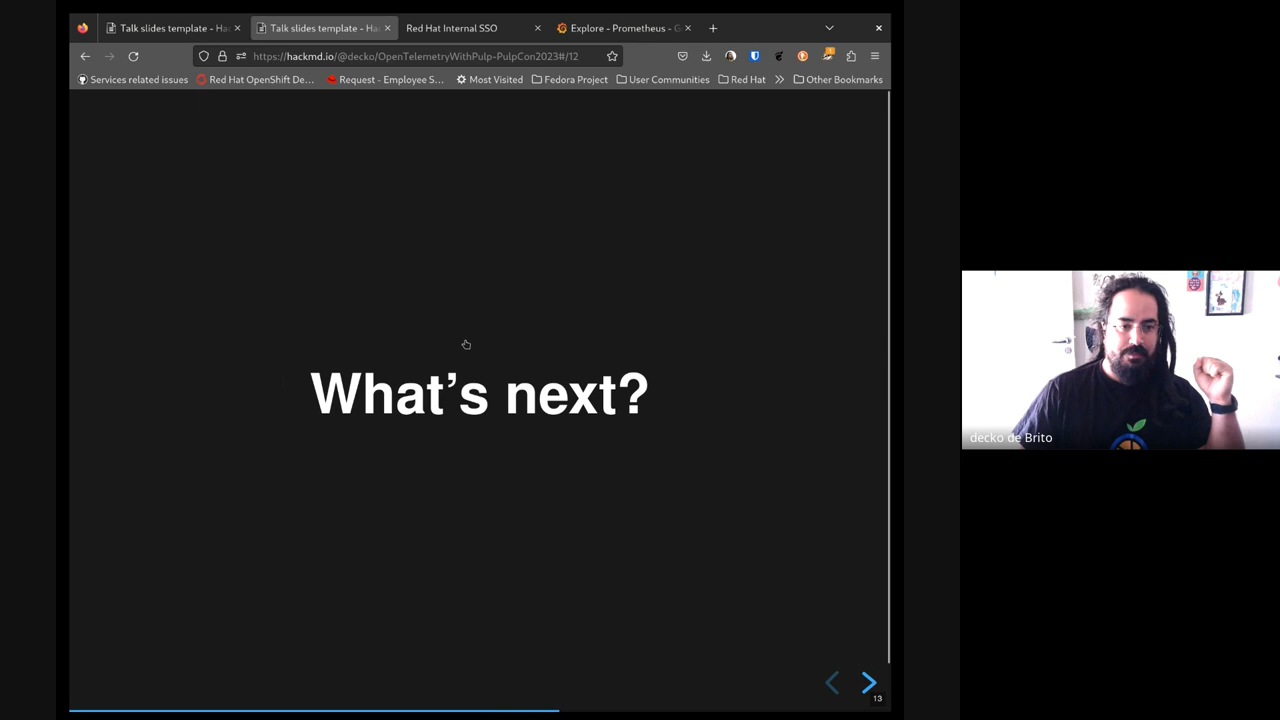 Talk slides template - Ha
Talk slides template - Ha
Red Hat Internal SSO
Explore - Prometheus - G
https://hackmd.io/@decko/OpenTelemetryWithPulp-PulpCon2023#/12
Services related issues
Red Hat OpenShift De...
Request - Employee S...
Most Visited
Fedora Project
User Communities
Red Hat
Other Bookmarks
What's next?
decko de Brito
13